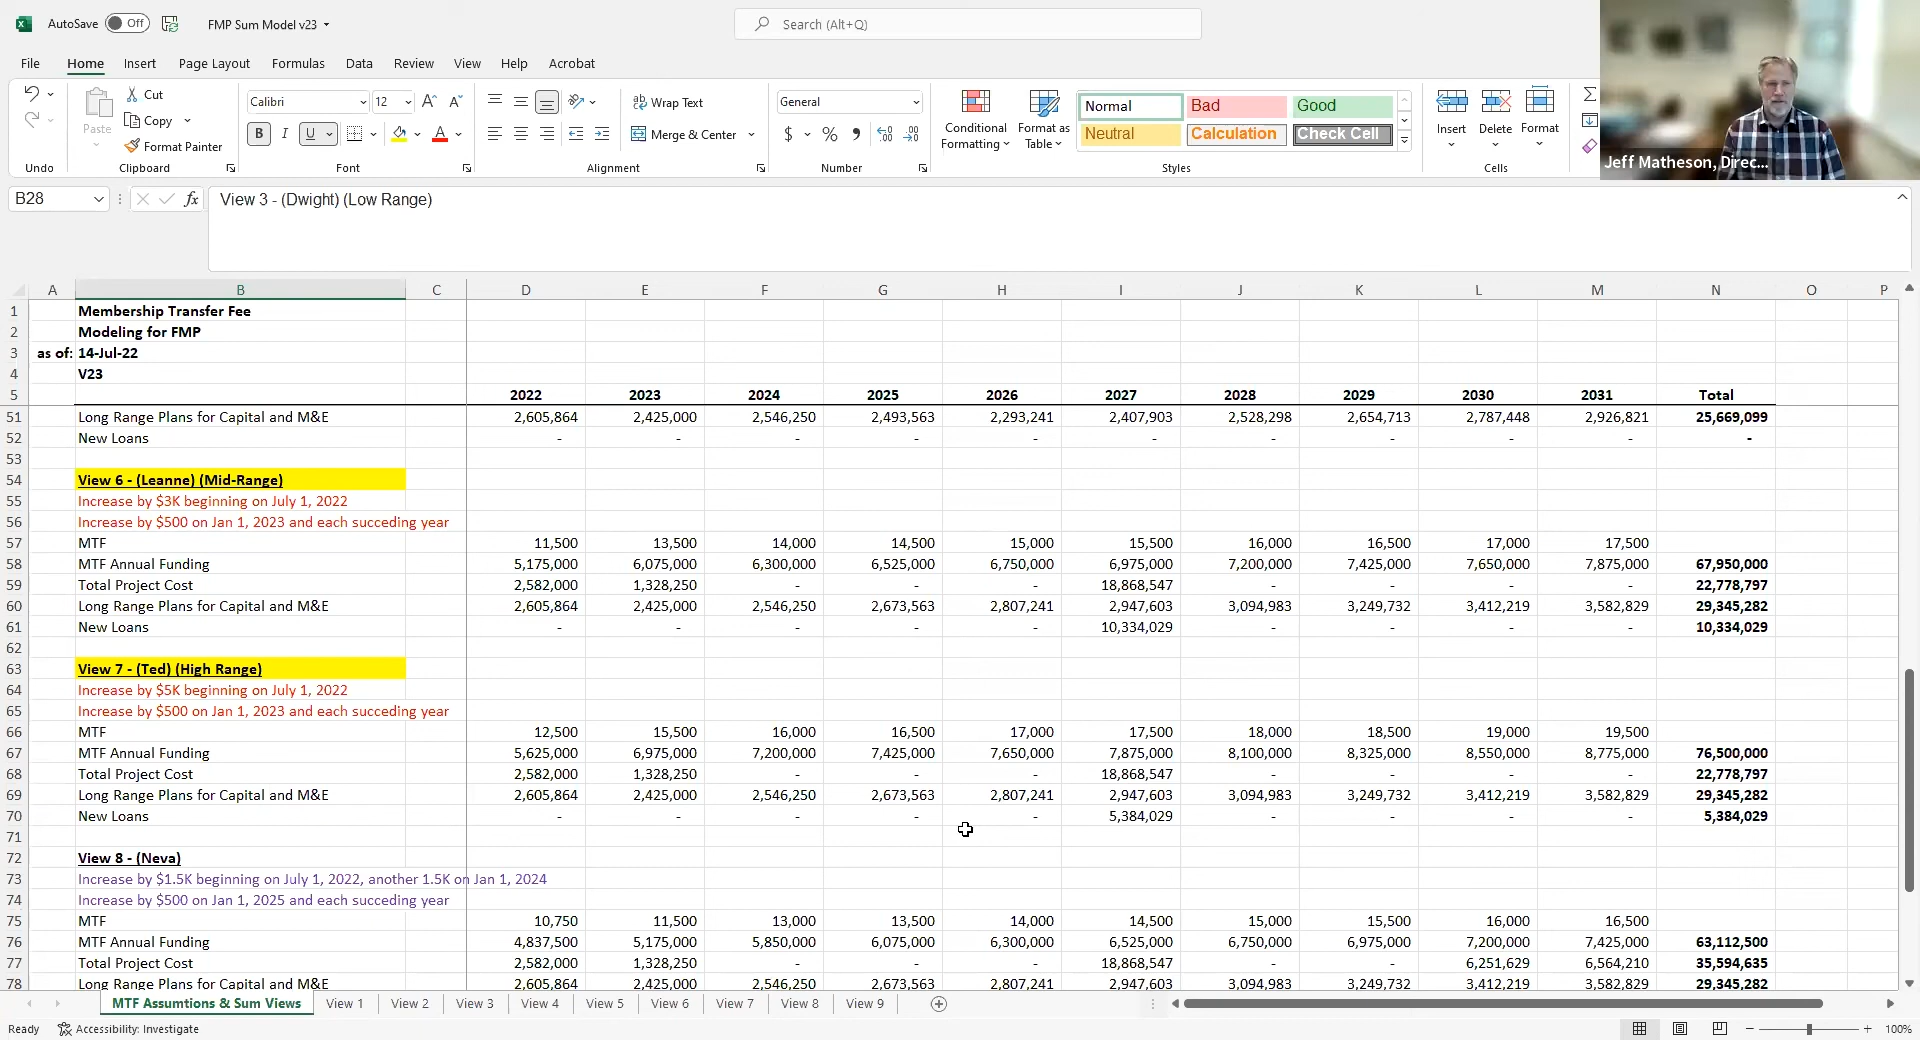 AutoSave Off FMP Sum Model v23 Search (Alt+Q)
File Home Insert Page Layout Formulas Data Review View Help Acrobat
Paste Cut Copy Format Painter
Calibri 12 B I U
Wrap Text Merge & Center
General $ %
Conditional Formatting Format as Table
Normal Bad Good
Neutral Calculation Check Cell
Insert Delete Format
Undo Clipboard Font Alignment Number Styles Cells
Jeff Matheson, Direc...
B28 fx View 3 - (Dwight) (Low Range)
A B C D E F G H I J K L M N O P
1 Membership Transfer Fee
2 Modeling for FMP
3 as of: 14-Jul-22
4 V23
5 2022 2023 2024 2025 2026 2027 2028 2029 2030 2031 Total
51 Long Range Plans for Capital and M&E 2,605,864 2,425,000 2,546,250 2,493,563 2,293,241 2,407,903 2,528,298 2,654,713 2,787,448 2,926,821 25,669,099
52 New Loans - - - - - - - - - - -
53
54 View 6 - (Leanne) (Mid-Range)
55 Increase by $3K beginning on July 1, 2022
56 Increase by $500 on Jan 1, 2023 and each succeding year
57 MTF 11,500 13,500 14,000 14,500 15,000 15,500 16,000 16,500 17,000 17,500
58 MTF Annual Funding 5,175,000 6,075,000 6,300,000 6,525,000 6,750,000 6,975,000 7,200,000 7,425,000 7,650,000 7,875,000 67,950,000
59 Total Project Cost 2,582,000 1,328,250 - - - 18,868,547 - - - - 22,778,797
60 Long Range Plans for Capital and M&E 2,605,864 2,425,000 2,546,250 2,673,563 2,807,241 2,947,603 3,094,983 3,249,732 3,412,219 3,582,829 29,345,282
61 New Loans - - - - - 10,334,029 - - - - 10,334,029
62
63 View 7 - (Ted) (High Range)
64 Increase by $5K beginning on July 1, 2022
65 Increase by $500 on Jan 1, 2023 and each succeding year
66 MTF 12,500 15,500 16,000 16,500 17,000 17,500 18,000 18,500 19,000 19,500
67 MTF Annual Funding 5,625,000 6,975,000 7,200,000 7,425,000 7,650,000 7,875,000 8,100,000 8,325,000 8,550,000 8,775,000 76,500,000
68 Total Project Cost 2,582,000 1,328,250 - - - 18,868,547 - - - - 22,778,797
69 Long Range Plans for Capital and M&E 2,605,864 2,425,000 2,546,250 2,673,563 2,807,241 2,947,603 3,094,983 3,249,732 3,412,219 3,582,829 29,345,282
70 New Loans - - - - - 5,384,029 - - - - 5,384,029
71
72 View 8 - (Neva)
73 Increase by $1.5K beginning on July 1, 2022, another 1.5K on Jan 1, 2024
74 Increase by $500 on Jan 1, 2025 and each succeding year
75 MTF 10,750 11,500 13,000 13,500 14,000 14,500 15,000 15,500 16,000 16,500
76 MTF Annual Funding 4,837,500 5,175,000 5,850,000 6,075,000 6,300,000 6,525,000 6,750,000 6,975,000 7,200,000 7,425,000 63,112,500
77 Total Project Cost 2,582,000 1,328,250 - - - 18,868,547 - - 6,251,629 6,564,210 35,594,635
78 Long Range Plans for Capital and M&E 2,605,864 2,425,000 2,546,250 2,673,563 2,807,241 2,947,603 3,094,983 3,249,732 3,412,219 3,582,829 29,345,282
MTF Assumtions & Sum Views View 1 View 2 View 3 View 4 View 5 View 6 View 7 View 8 View 9
Ready Accessibility: Investigate 100%